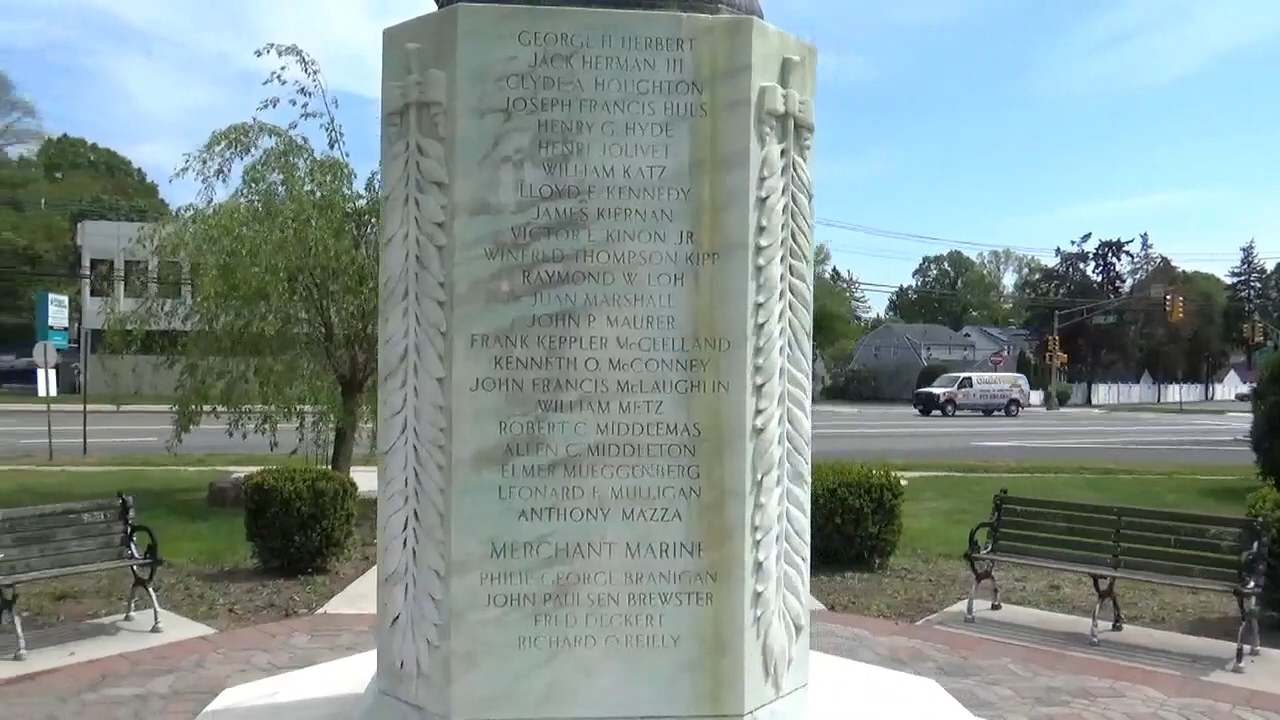 GEORGE H. HERBERT
JACK HERMAN III
CLYDE A. HOUGHTON
JOSEPH FRANCIS HULS
HENRY G. HYDE
HENRI JOLIVET
WILLIAM KATZ
LLOYD E. KENNEDY
JAMES KIERNAN
VICTOR E. KINON JR.
WINFRED THOMPSON KIPP
RAYMOND W. LOH
JUAN MARSHALL
JOHN P. MAURER
FRANK KEPPLER McCLELLAND
KENNETH O. McCONNEY
JOHN FRANCIS McLAUGHLIN
WILLIAM METZ
ROBERT C. MIDDLEMAS
ALLEN C. MIDDLETON
ELMER MUEGGENBERG
LEONARD F. MULLIGAN
ANTHONY MAZZA
MERCHANT MARINE
PHILIP GEORGE BRANIGAN
JOHN PAULSEN BREWSTER
FRED DECKERT
RICHARD O'REILLY